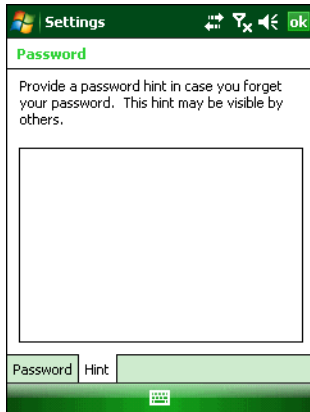 Settings ok
Password
Provide a password hint in case you forget
your password. This hint may be visible by
others.
Password Hint